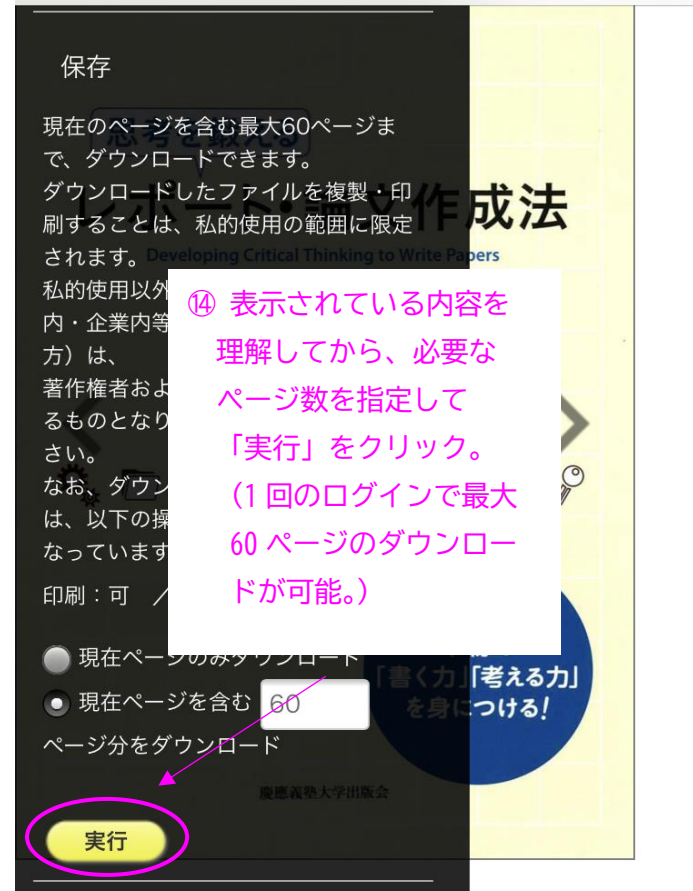 保存
現在のページを含む最大60ページま
で、ダウンロードできます。
ダウンロードしたファイルを複製・印
刷することは、私的使用の範囲に限定
されます。
私的使用以外
内・企業内等
方）は、
著作権者およ
るものとなり
さい。
なお、ダウン
は、以下の操
なっています
印刷：可　／
現在ページのみダウンロード
現在ページを含む 60
ページ分をダウンロード
実行
⑭ 表示されている内容を
理解してから、必要な
ページ数を指定して
「実行」をクリック。
（1回のログインで最大
60 ページのダウンロー
ドが可能。）
思考を鍛える
レポート・論文作成法
Developing Critical Thinking to Write Papers
「書く力」「考える力」
を身につける!
慶應義塾大学出版会